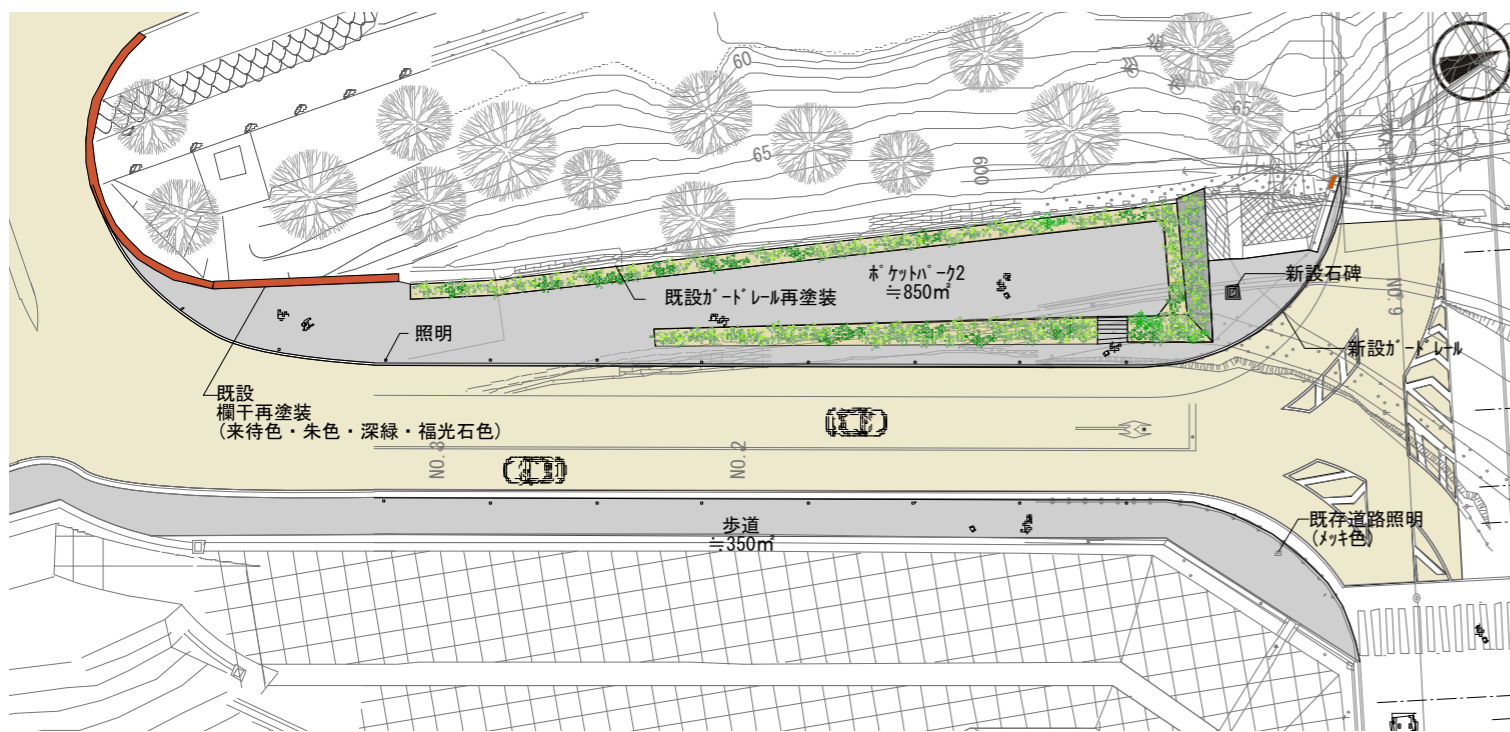 60
65
65
600
ﾎﾟｹｯﾄﾊﾟｰｸ2
≒850㎡
既設ｶﾞｰﾄﾞﾚｰﾙ再塗装
新設石碑
照明
新設ｶﾞｰﾄﾞﾚｰﾙ
NO.9
既設
欄干再塗装
(来待色・朱色・深緑・福光石色)
NO.3
NO.2
歩道
≒350㎡
既存道路照明
(ﾒｯｷ色)